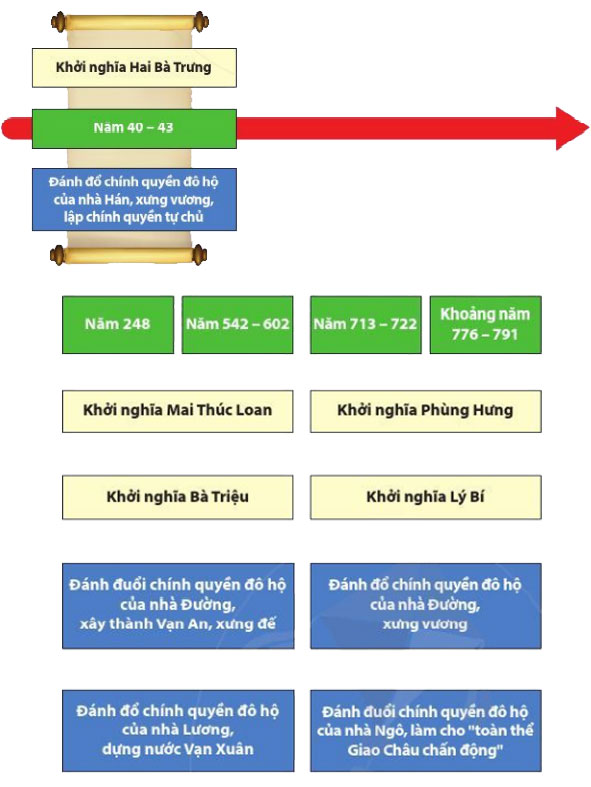 Khởi nghĩa Hai Bà Trưng
Năm 40 – 43
Đánh đổ chính quyền đô hộ
của nhà Hán, xưng vương,
lập chính quyền tự chủ
Năm 248
Năm 542 – 602
Năm 713 – 722
Khoảng năm
776 – 791
Khởi nghĩa Mai Thúc Loan
Khởi nghĩa Phùng Hưng
Khởi nghĩa Bà Triệu
Khởi nghĩa Lý Bí
Đánh đuổi chính quyền đô hộ
của nhà Đường,
xây thành Vạn An, xưng đế
Đánh đổ chính quyền đô hộ
của nhà Đường,
xưng vương
Đánh đổ chính quyền đô hộ
của nhà Lương,
dựng nước Vạn Xuân
Đánh đuổi chính quyền đô hộ
của nhà Ngô, làm cho "toàn thể
Giao Châu chấn động"